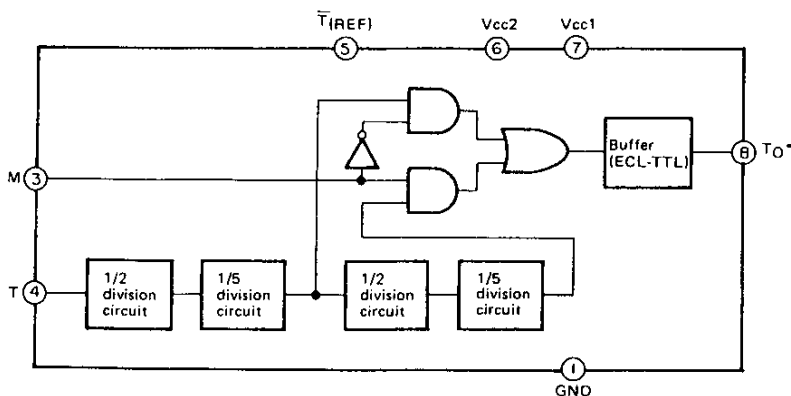 T̅(REF)
Vcc2
Vcc1
5
6
7
Buffer
(ECL-TTL)
8
To*
M
3
T
4
1/2
division
circuit
1/5
division
circuit
1/2
division
circuit
1/5
division
circuit
1
GND